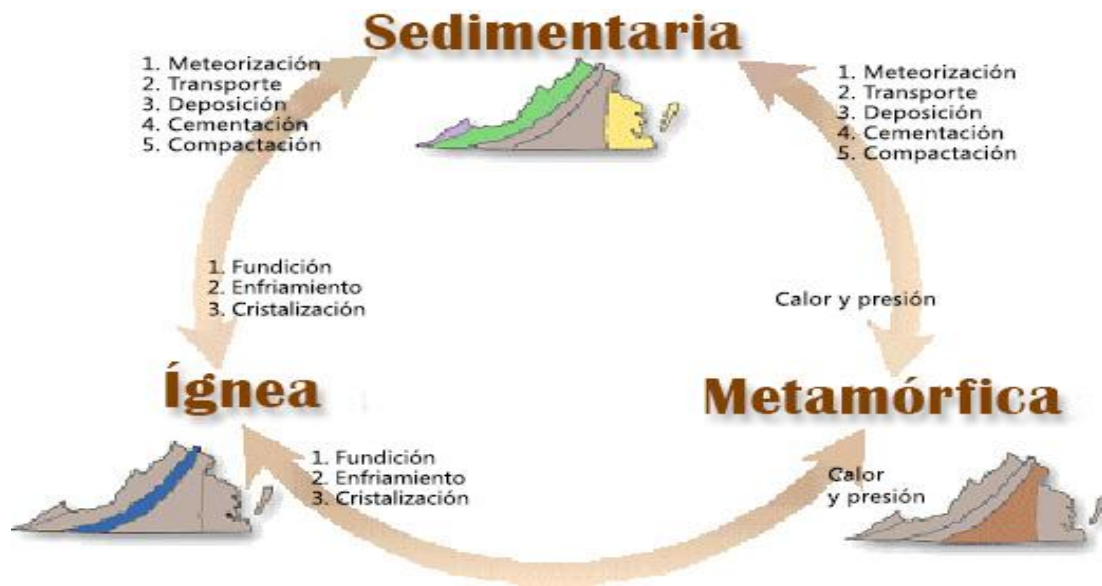 Sedimentaria
1. Meteorización
2. Transporte
3. Deposición
4. Cementación
5. Compactación
1. Meteorización
2. Transporte
3. Deposición
4. Cementación
5. Compactación
1. Fundición
2. Enfriamiento
3. Cristalización
Calor y presión
Ígnea
Metamórfica
1. Fundición
2. Enfriamiento
3. Cristalización
Calor
y presión